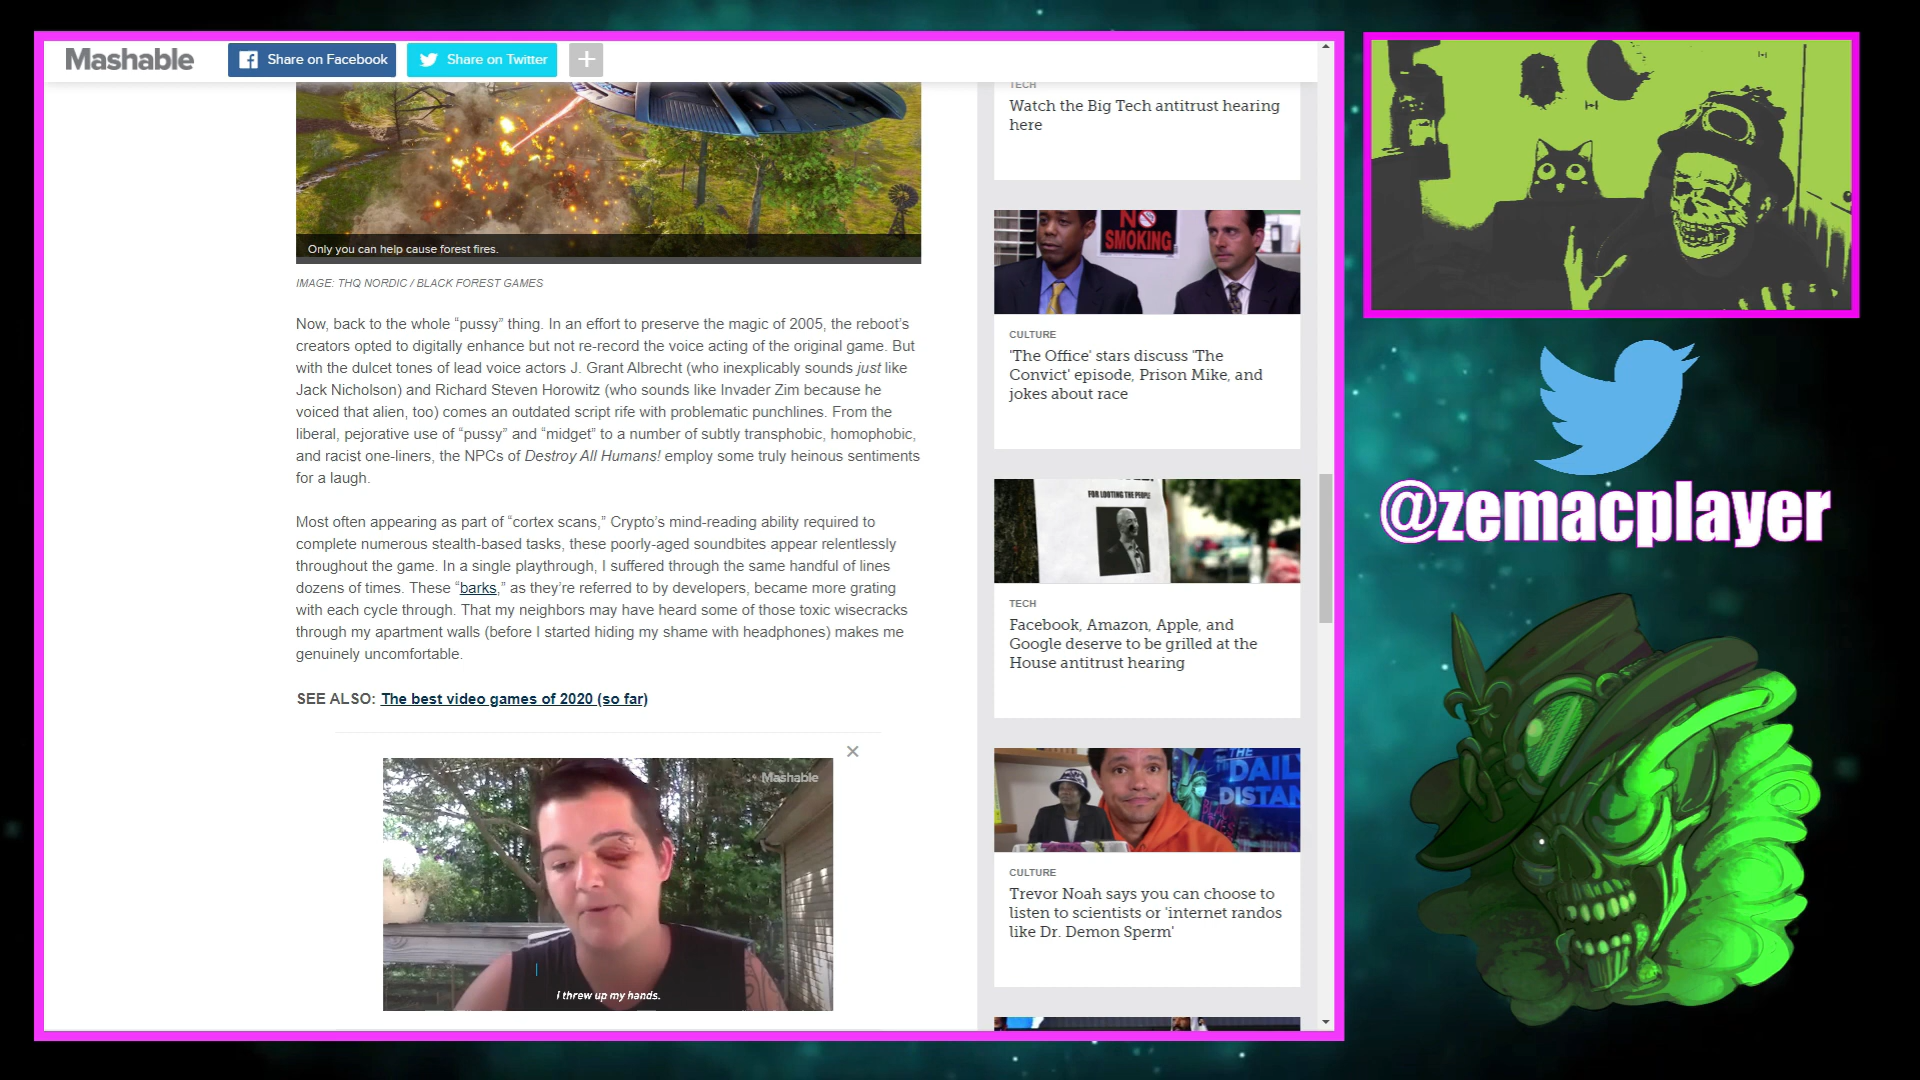 Mashable
Share on Facebook
Share on Twitter
+
Only you can help cause forest fires.
IMAGE: THQ NORDIC / BLACK FOREST GAMES
Now, back to the whole “pussy” thing. In an effort to preserve the magic of 2005, the reboot’s
creators opted to digitally enhance but not re-record the voice acting of the original game. But
with the dulcet tones of lead voice actors J. Grant Albrecht (who inexplicably sounds just like
Jack Nicholson) and Richard Steven Horowitz (who sounds like Invader Zim because he
voiced that alien, too) comes an outdated script rife with problematic punchlines. From the
liberal, pejorative use of “pussy” and “midget” to a number of subtly transphobic, homophobic,
and racist one-liners, the NPCs of Destroy All Humans! employ some truly heinous sentiments
for a laugh.
Most often appearing as part of “cortex scans,” Crypto’s mind-reading ability required to
complete numerous stealth-based tasks, these poorly-aged soundbites appear relentlessly
throughout the game. In a single playthrough, I suffered through the same handful of lines
dozens of times. These “barks,” as they’re referred to by developers, became more grating
with each cycle through. That my neighbors may have heard some of those toxic wisecracks
through my apartment walls (before I started hiding my shame with headphones) makes me
genuinely uncomfortable.
SEE ALSO: The best video games of 2020 (so far)
Mashable
i threw up my hands.
TECH
Watch the Big Tech antitrust hearing
here
NO
SMOKING
CULTURE
'The Office' stars discuss 'The
Convict' episode, Prison Mike, and
jokes about race
FOR LOOTING THE PEOPLE
TECH
Facebook, Amazon, Apple, and
Google deserve to be grilled at the
House antitrust hearing
THE
DAIL
DISTAN
CULTURE
Trevor Noah says you can choose to
listen to scientists or 'internet randos
like Dr. Demon Sperm'
@zemacplayer